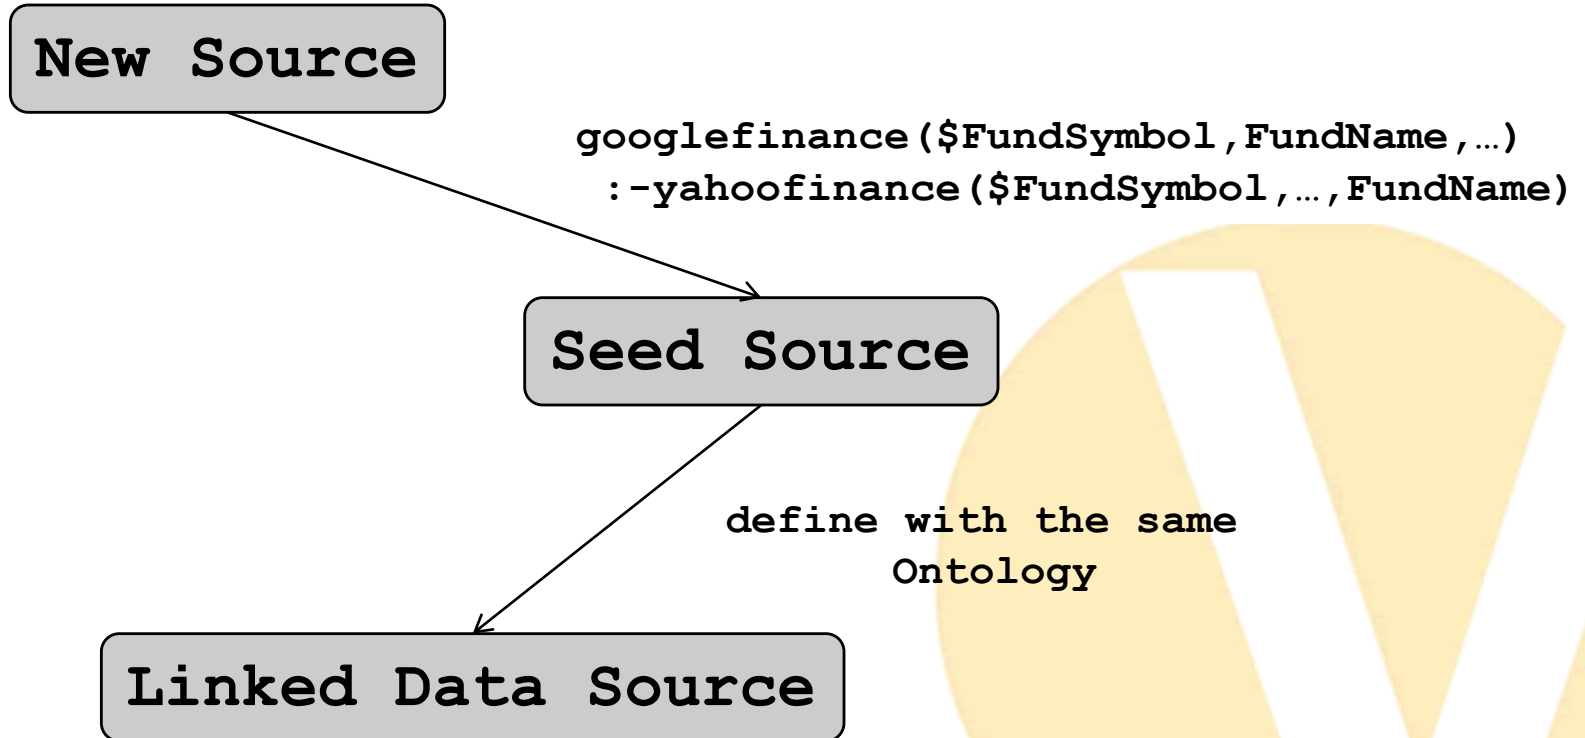 New Source
googlefinance($FundSymbol,FundName,…)
:-yahoofinance($FundSymbol,…,FundName)
Seed Source
define with the same
Ontology
Linked Data Source